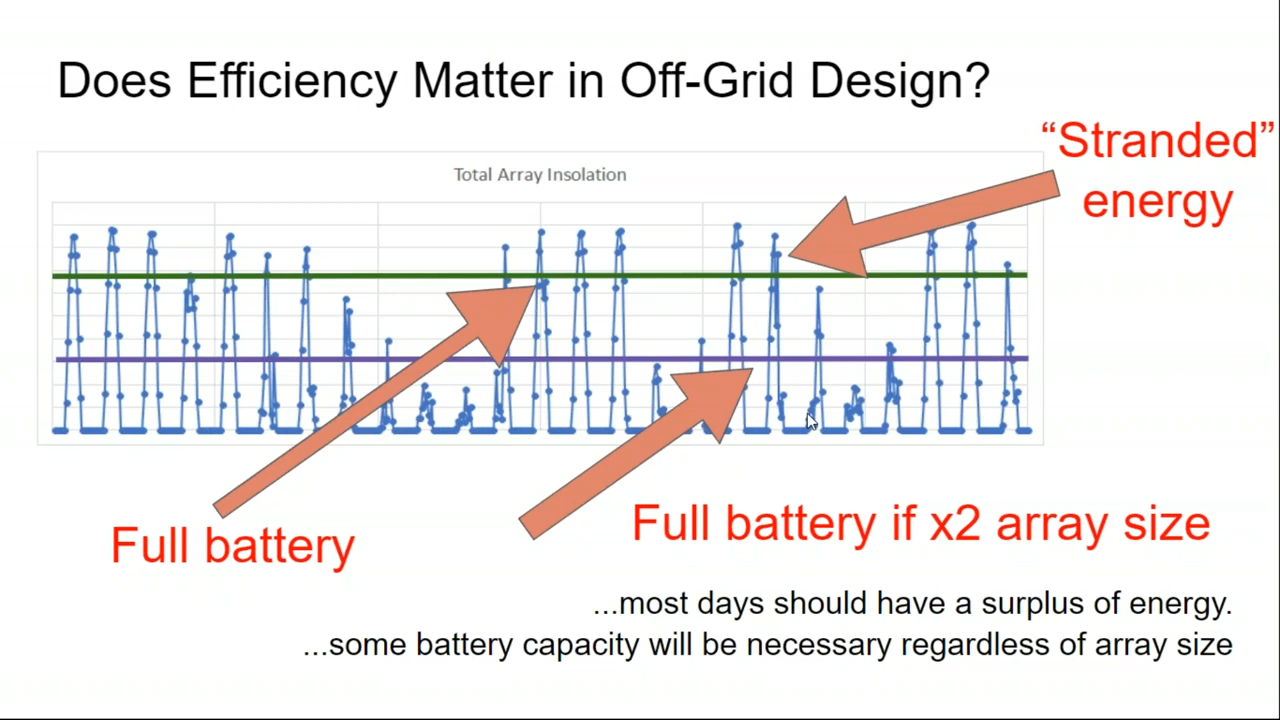 Does Efficiency Matter in Off-Grid Design?
“Stranded”
energy
Total Array Insolation
Full battery
Full battery if x2 array size
...most days should have a surplus of energy.
...some battery capacity will be necessary regardless of array size